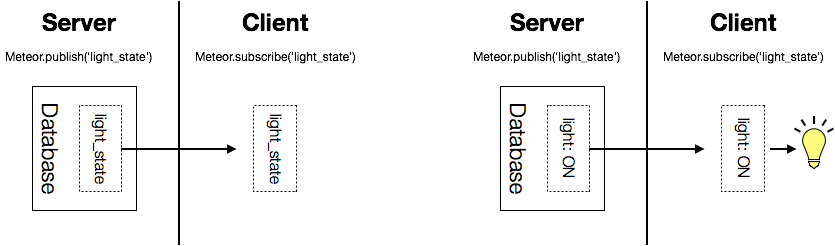 Server
Client
Meteor.publish(‘light_state’)
Meteor.subscribe(‘light_state’)
Database
light_state
light_state
Server
Client
Meteor.publish(‘light_state’)
Meteor.subscribe(‘light_state’)
Database
light: ON
light: ON